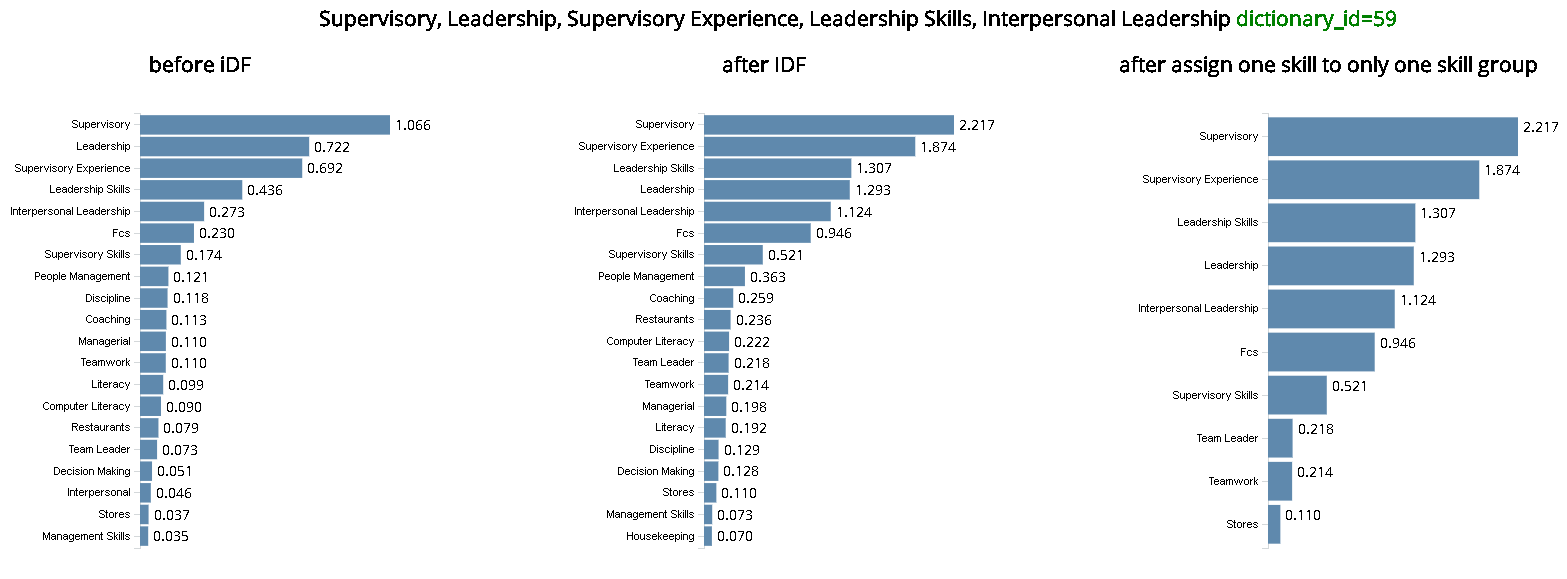 Supervisory, Leadership, Supervisory Experience, Leadership Skills, Interpersonal Leadership dictionary_id=59
before iDF
Supervisory 1.066
Leadership 0.722
Supervisory Experience 0.692
Leadership Skills 0.436
Interpersonal Leadership 0.273
Fcs 0.230
Supervisory Skills 0.174
People Management 0.121
Discipline 0.118
Coaching 0.113
Managerial 0.110
Teamwork 0.110
Literacy 0.099
Computer Literacy 0.090
Restaurants 0.079
Team Leader 0.073
Decision Making 0.051
Interpersonal 0.046
Stores 0.037
Management Skills 0.035
after IDF
Supervisory 2.217
Supervisory Experience 1.874
Leadership Skills 1.307
Leadership 1.293
Interpersonal Leadership 1.124
Fcs 0.946
Supervisory Skills 0.521
People Management 0.363
Coaching 0.259
Restaurants 0.236
Computer Literacy 0.222
Team Leader 0.218
Teamwork 0.214
Managerial 0.198
Literacy 0.192
Discipline 0.129
Decision Making 0.128
Stores 0.110
Management Skills 0.073
Housekeeping 0.070
after assign one skill to only one skill group
Supervisory 2.217
Supervisory Experience 1.874
Leadership Skills 1.307
Leadership 1.293
Interpersonal Leadership 1.124
Fcs 0.946
Supervisory Skills 0.521
Team Leader 0.218
Teamwork 0.214
Stores 0.110